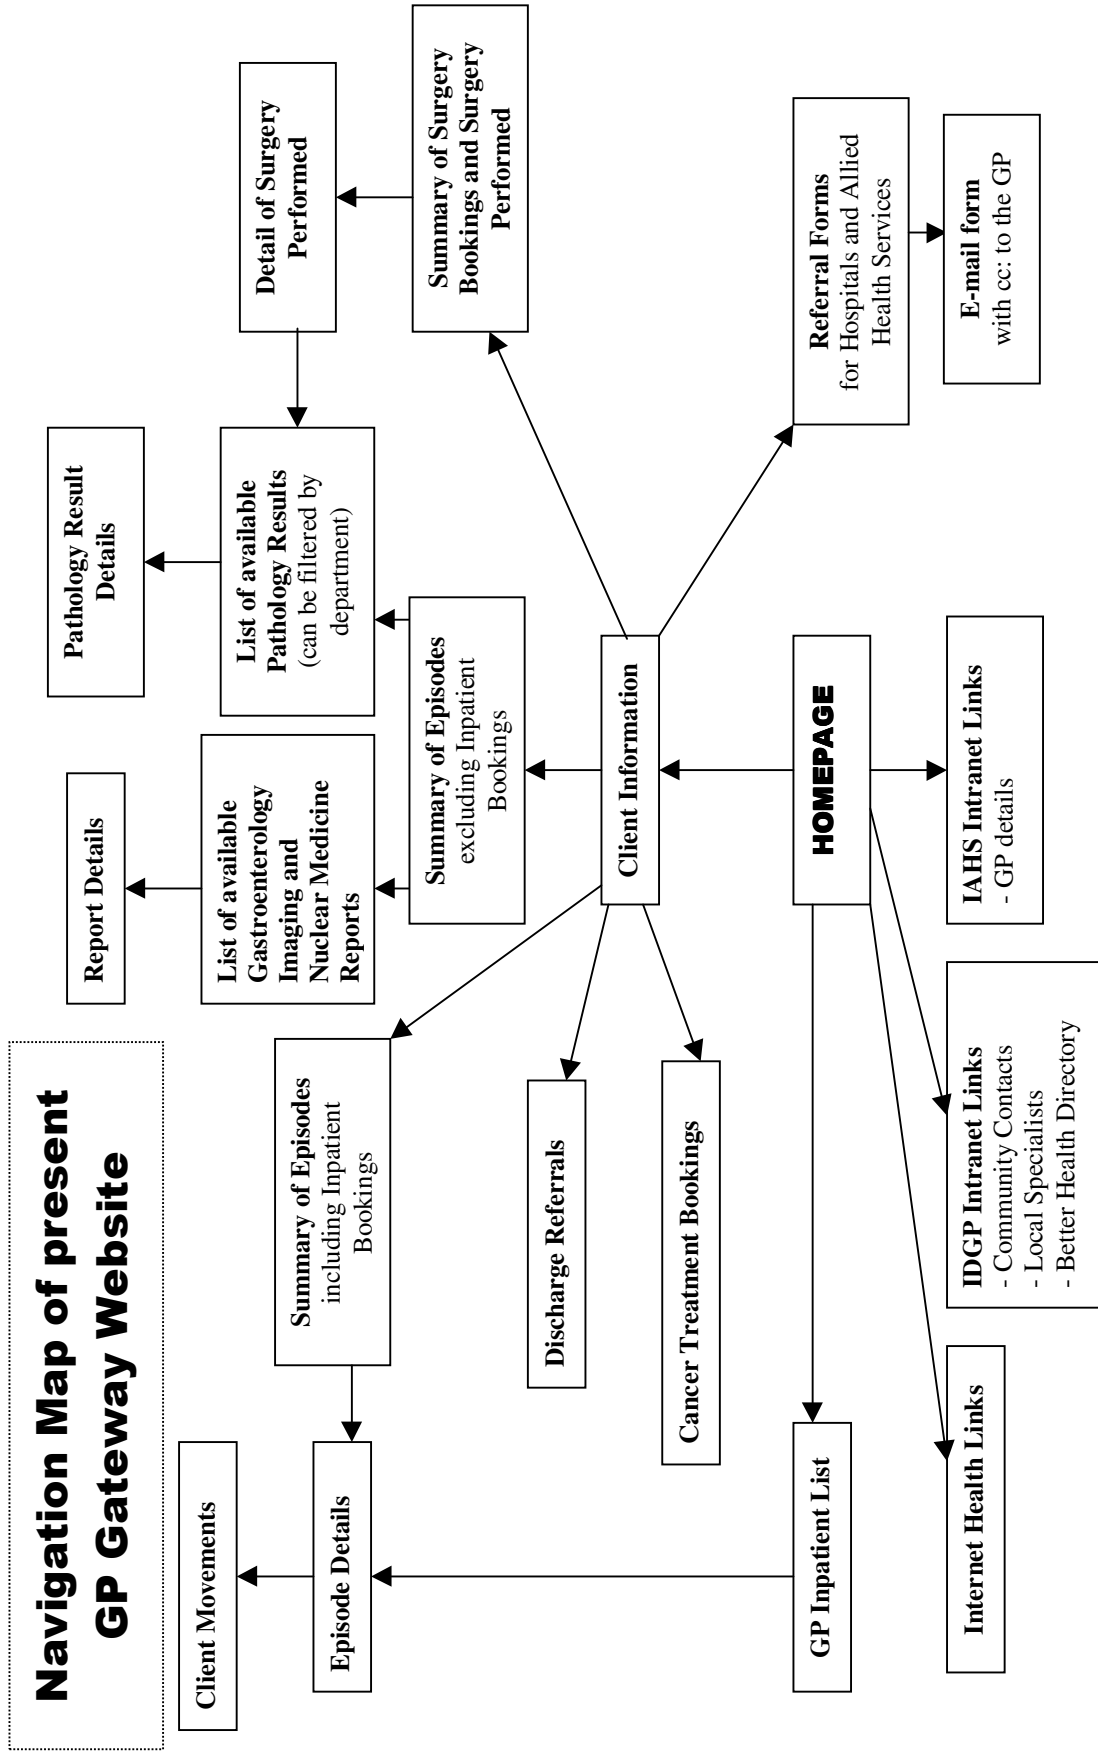 Navigation Map of present
GP Gateway Website
Client Movements
Episode Details
Summary of Episodes
including Inpatient
Bookings
Report Details
List of available
Gastroenterology
Imaging and
Nuclear Medicine
Reports
Pathology Result
Details
List of available
Pathology Results
(can be filtered by
department)
Detail of Surgery
Performed
Summary of Surgery
Bookings and Surgery
Performed
Summary of Episodes
excluding Inpatient
Bookings
Discharge Referrals
Cancer Treatment Bookings
Client Information
GP Inpatient List
HOMEPAGE
Referral Forms
for Hospitals and Allied
Health Services
E-mail form
with cc: to the GP
Internet Health Links
IDGP Intranet Links
- Community Contacts
- Local Specialists
- Better Health Directory
IAHS Intranet Links
- GP details